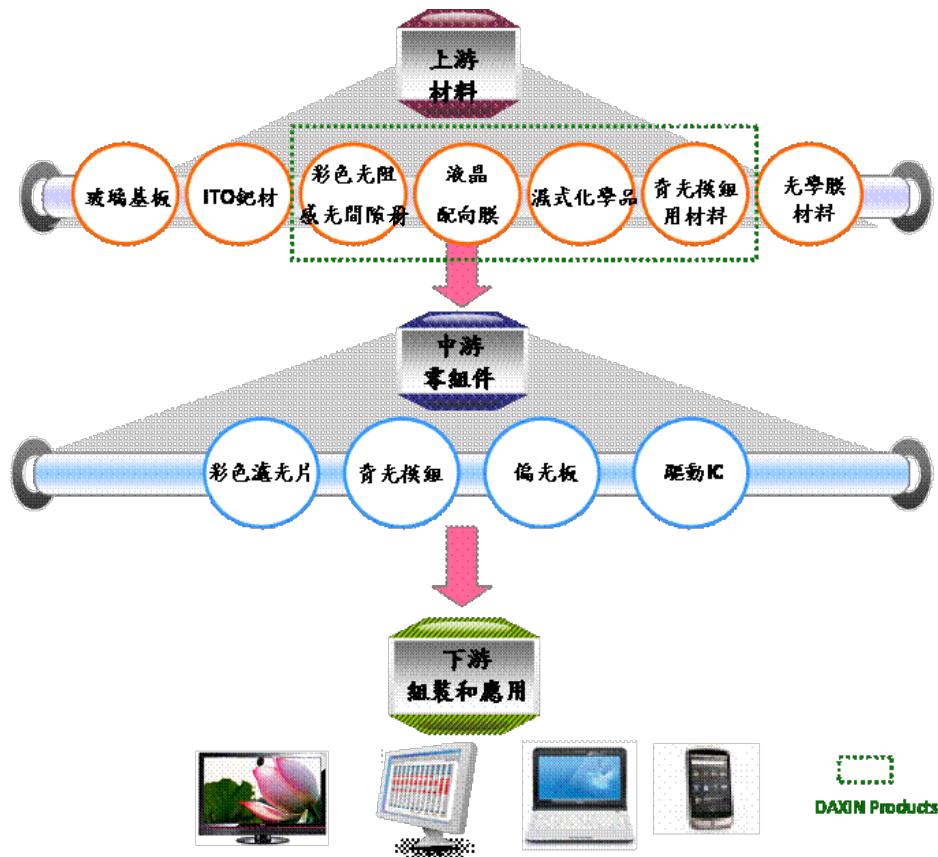 上游
材料
玻璃基板
ITO鈀材
彩色光阻
感光間隙材
液晶
配向膜
濕式化學品
背光模組
用材料
光學膜
材料
中游
零組件
彩色濾光片
背光模組
偏光板
驅動IC
下游
組裝和應用
DAXIN Products